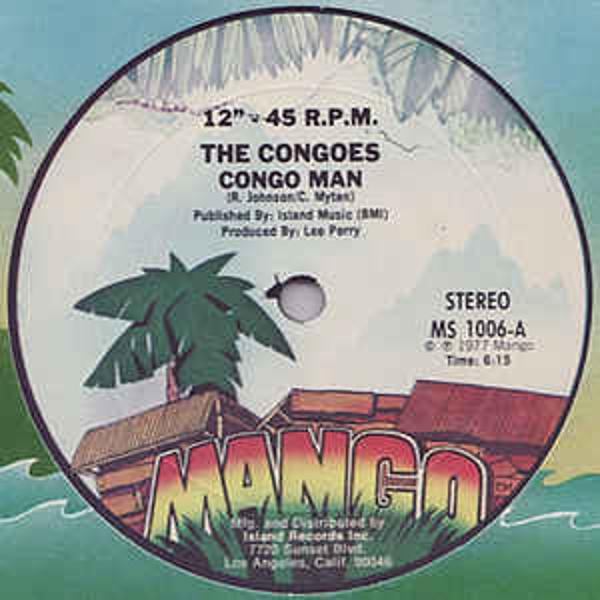 12" - 45 R.P.M.
THE CONGOES
CONGO MAN
(R. Johnson/C. Myten)
Published By: Island Music (BMI)
Produced By: Lee Perry
STEREO
MS 1006-A
© ℗ 1977 Mango
Time: 6:15
MANGO
Mfg. and Distributed by
Island Records Inc.
7720 Sunset Blvd.
Los Angeles, Calif. 90046